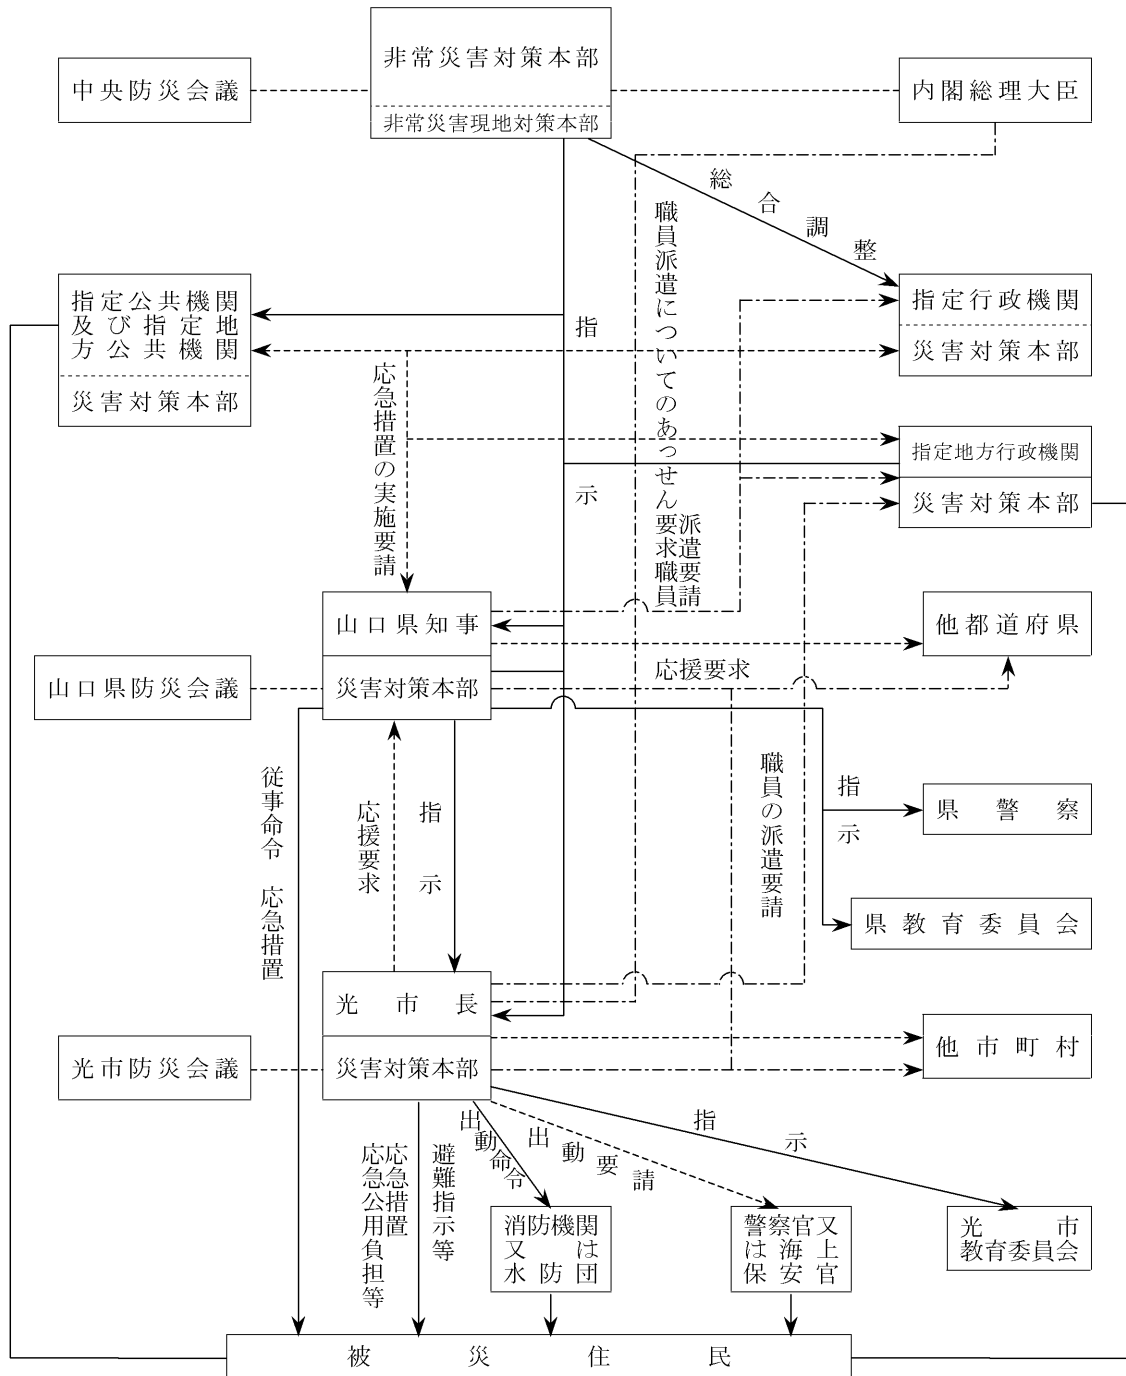 非常災害対策本部
中央防災会議
内閣総理大臣
非常災害現地対策本部
総合調整
職員派遣についてのあっせん要求職員
派遣要請
指定公共機関
及び指定地
方公共機関
災害対策本部
指定行政機関
災害対策本部
指示
応急措置の実施要請
指定地方行政機関
災害対策本部
山口県知事
災害対策本部
他都道府県
山口県防災会議
応援要求
従事命令 応急措置
応援要求
指示
職員の派遣要請
指示
県警察
県教育委員会
光市長
災害対策本部
光市防災会議
他市町村
応急公用負担等
応急措置
避難指示等
出動命令
出動要請
指示
消防機関
又は
水防団
警察官又
は海上
保安官
光市
教育委員会
被災住民